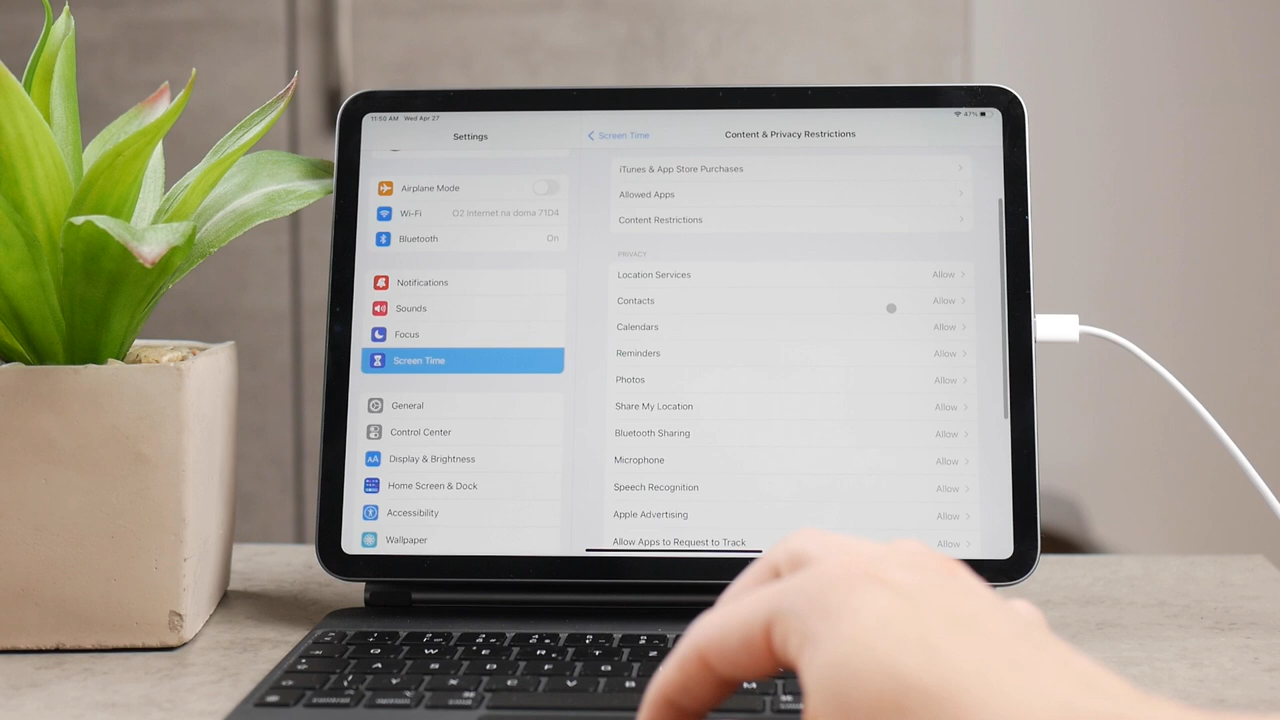 11:50 AM Wed Apr 27
47%
Settings
Airplane Mode
Wi-Fi O2 Internet na doma 71D4
Bluetooth On
Notifications
Sounds
Focus
Screen Time
General
Control Center
Display & Brightness
Home Screen & Dock
Accessibility
Wallpaper
Screen Time
Content & Privacy Restrictions
iTunes & App Store Purchases
Allowed Apps
Content Restrictions
PRIVACY
Location Services Allow
Contacts Allow
Calendars Allow
Reminders Allow
Photos Allow
Share My Location Allow
Bluetooth Sharing Allow
Microphone Allow
Speech Recognition Allow
Apple Advertising Allow
Allow Apps to Request to Track Allow
Q W E R T
A S D F
X C V B M